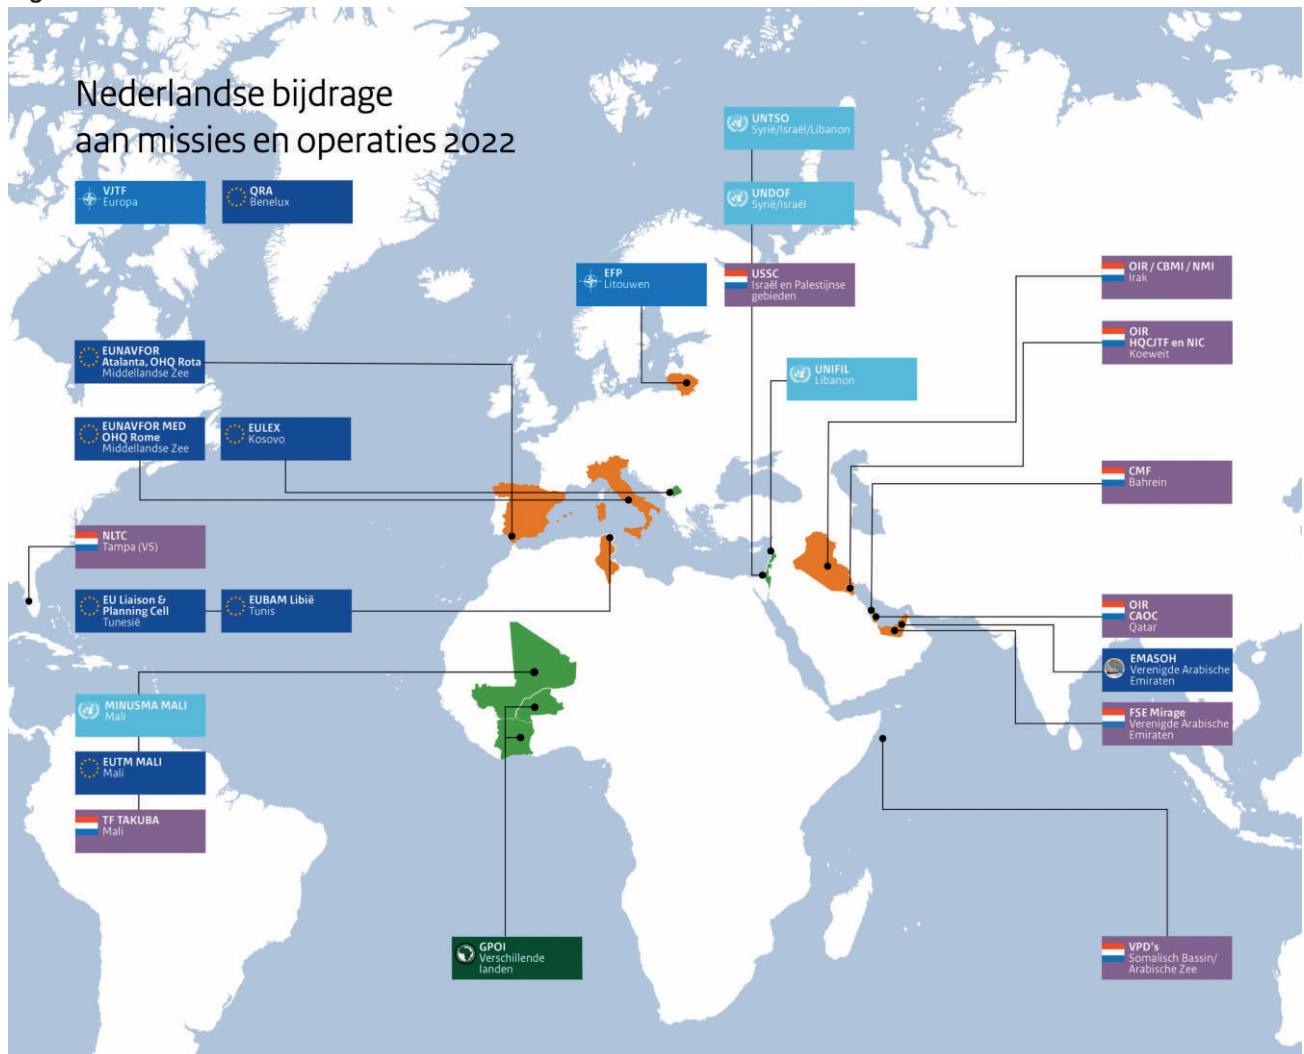 Nederlandse bijdrage
aan missies en operaties 2022
VJTF
Europa
QRA
Benelux
UNTSO
Syrië/Israël/Libanon
UNDOF
Syrië/Israël
EFP
Litouwen
USSC
Israël en Palestijnse
gebieden
OIR / CBMI / NMI
Irak
OIR
HQCJTF en NIC
Koeweit
EUNAVFOR
Atalanta, OHQ Rota
Middellandse Zee
UNIFIL
Libanon
EUNAVFOR MED
OHQ Rome
Middellandse Zee
EULEX
Kosovo
CMF
Bahrein
NLTC
Tampa (VS)
EU Liaison &
Planning Cell
Tunesië
EUBAM Libië
Tunis
OIR
CAOC
Qatar
EMASOH
Verenigde Arabische
Emiraten
MINUSMA MALI
Mali
FSE Mirage
Verenigde Arabische
Emiraten
EUTM MALI
Mali
TF TAKUBA
Mali
GPOI
Verschillende
landen
VPD's
Somalisch Bassin/
Arabische Zee